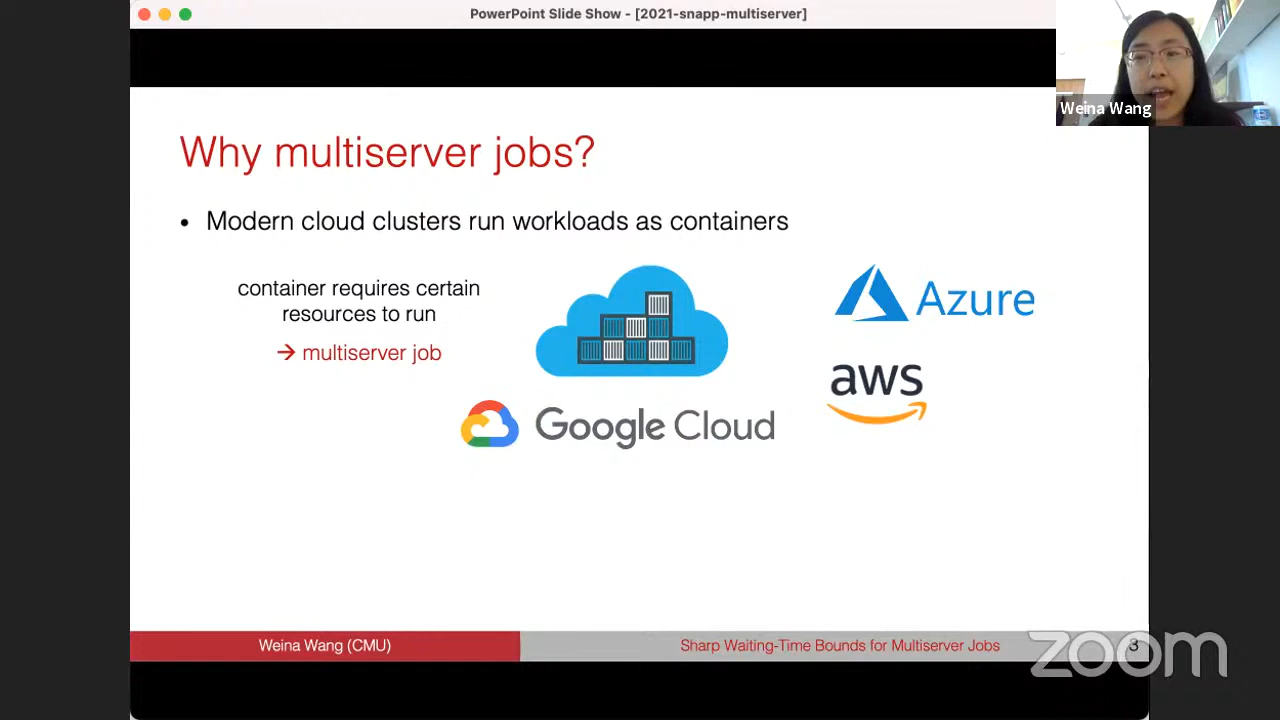 PowerPoint Slide Show - [2021-snapp-multiserver]
Weina Wang
Why multiserver jobs?
• Modern cloud clusters run workloads as containers
container requires certain
resources to run
→ multiserver job
Azure
aws
Google Cloud
Weina Wang (CMU)
Sharp Waiting-Time Bounds for Multiserver Jobs
3
zoom